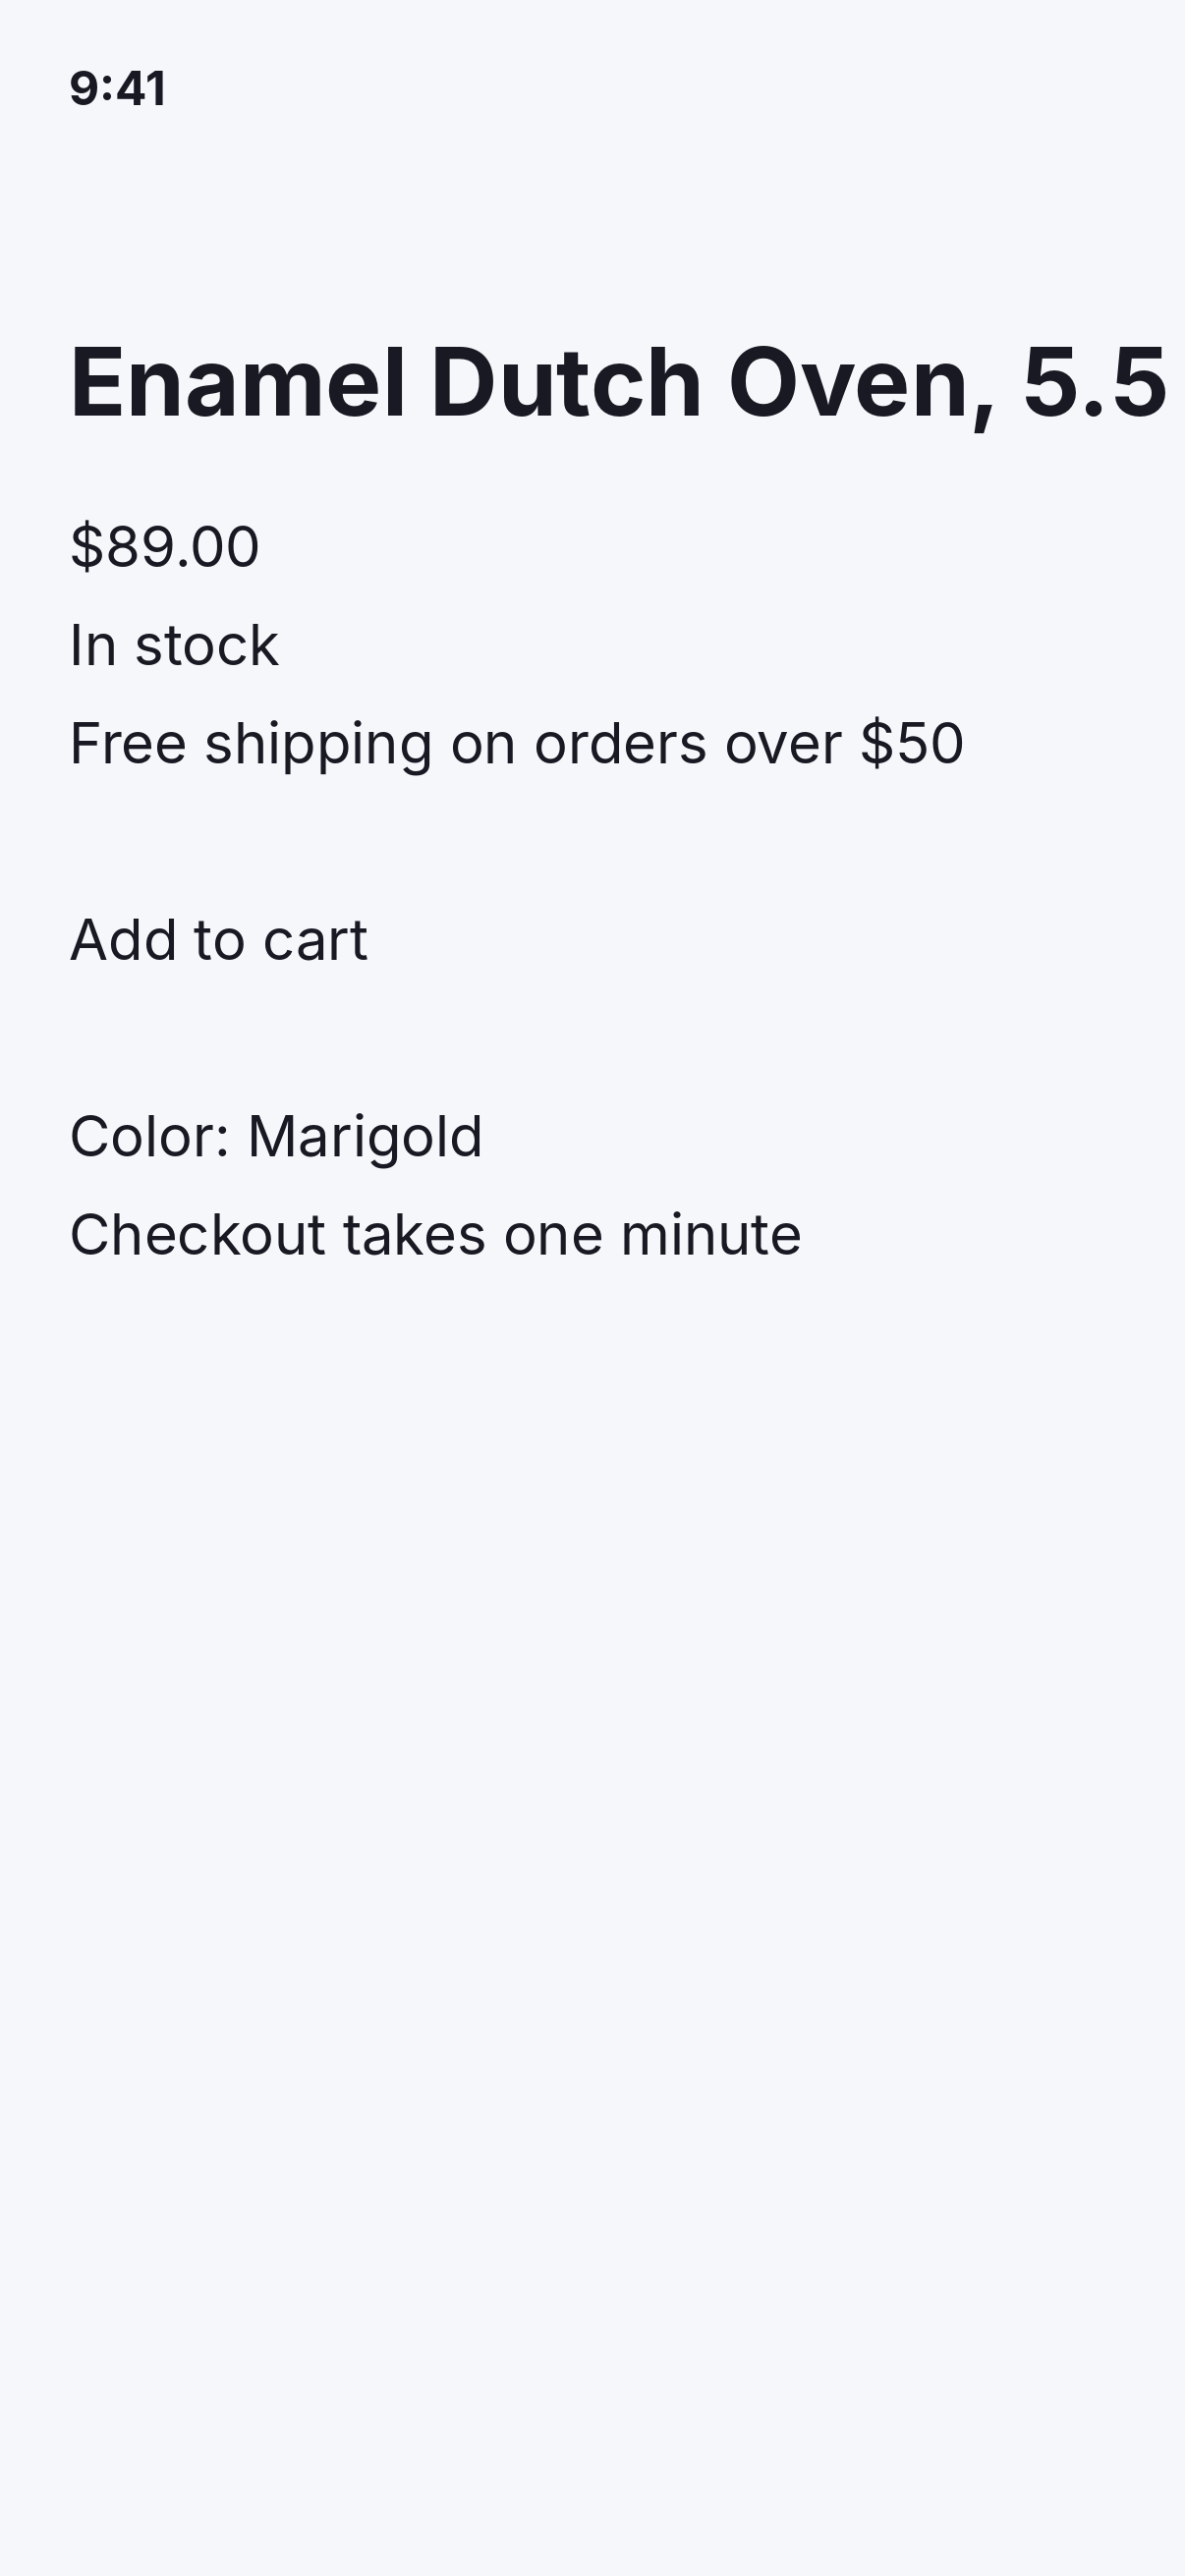 9:41
Enamel Dutch Oven, 5.5
$89.00
In stock
Free shipping on orders over $50
Add to cart
Color: Marigold
Checkout takes one minute